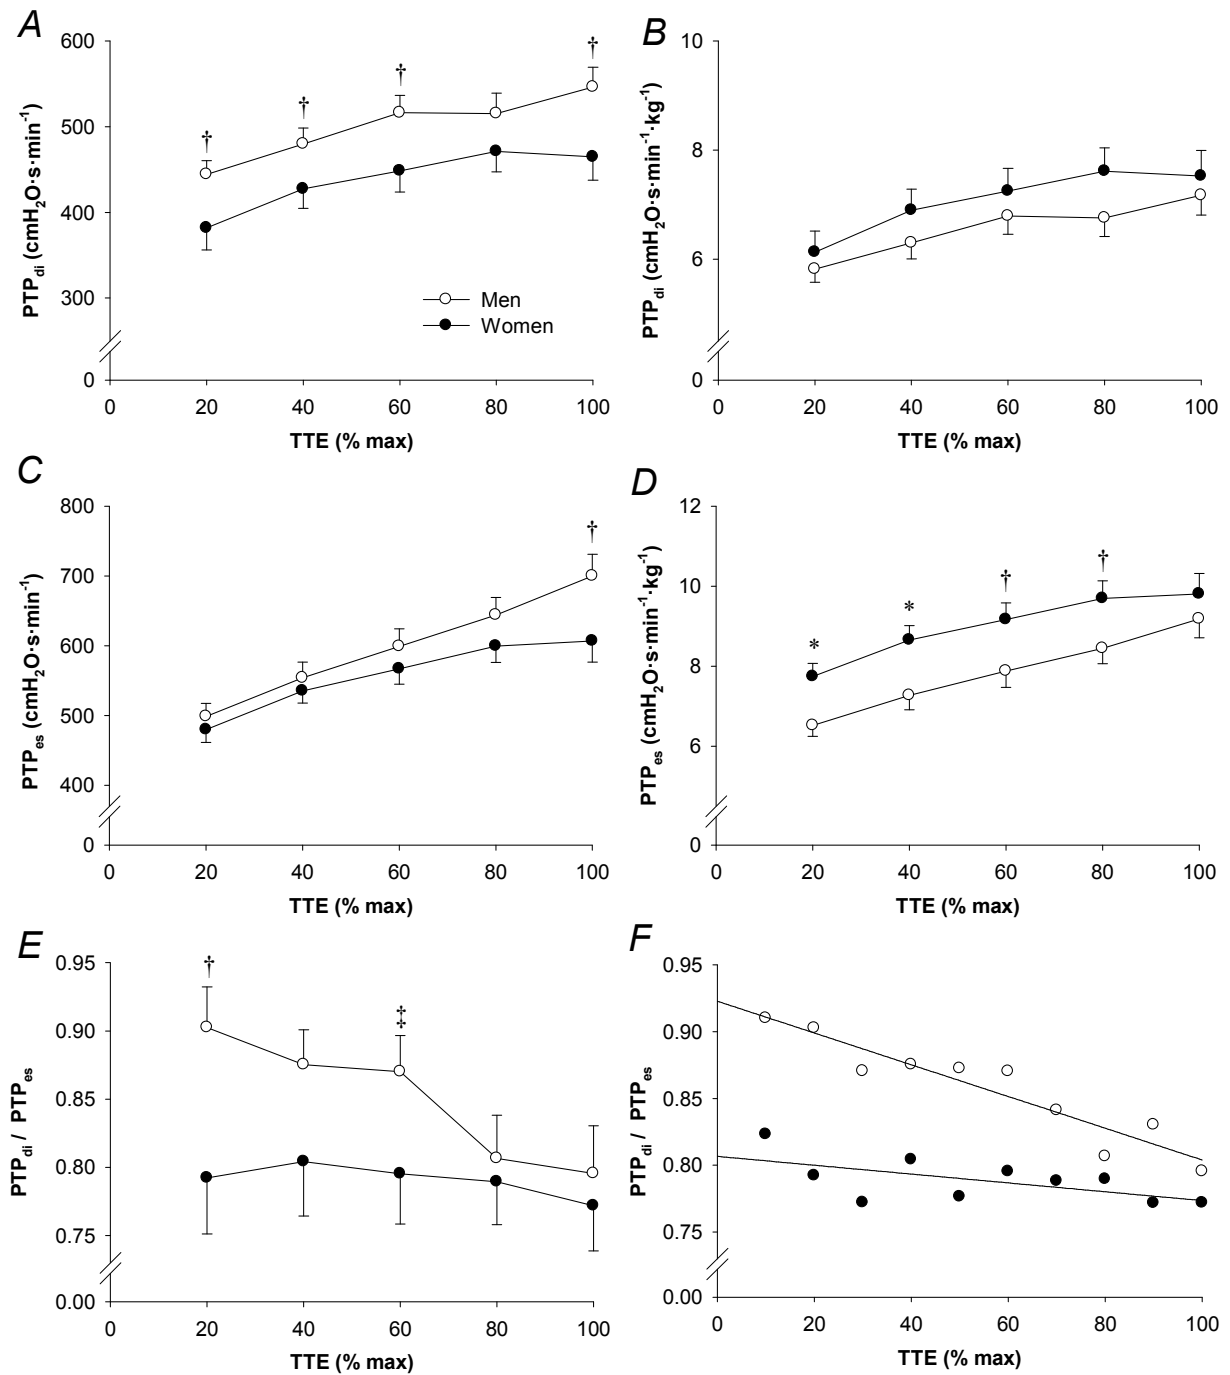 A
600
500
400
300
0
PTPdi (cmH2O·s·min-1)
† † † †
Men
Women
0 20 40 60 80 100
TTE (% max)
B
10
8
6
0
PTPdi (cmH2O·s·min-1·kg-1)
0 20 40 60 80 100
TTE (% max)
C
800
700
600
500
400
0
PTPes (cmH2O·s·min-1)
†
0 20 40 60 80 100
TTE (% max)
D
12
10
8
6
0
PTPes (cmH2O·s·min-1·kg-1)
* * † †
0 20 40 60 80 100
TTE (% max)
E
0.95
0.90
0.85
0.80
0.75
0.00
PTPdi / PTPes
† ‡
0 20 40 60 80 100
TTE (% max)
F
0.95
0.90
0.85
0.80
0.75
0.00
PTPdi / PTPes
0 20 40 60 80 100
TTE (% max)